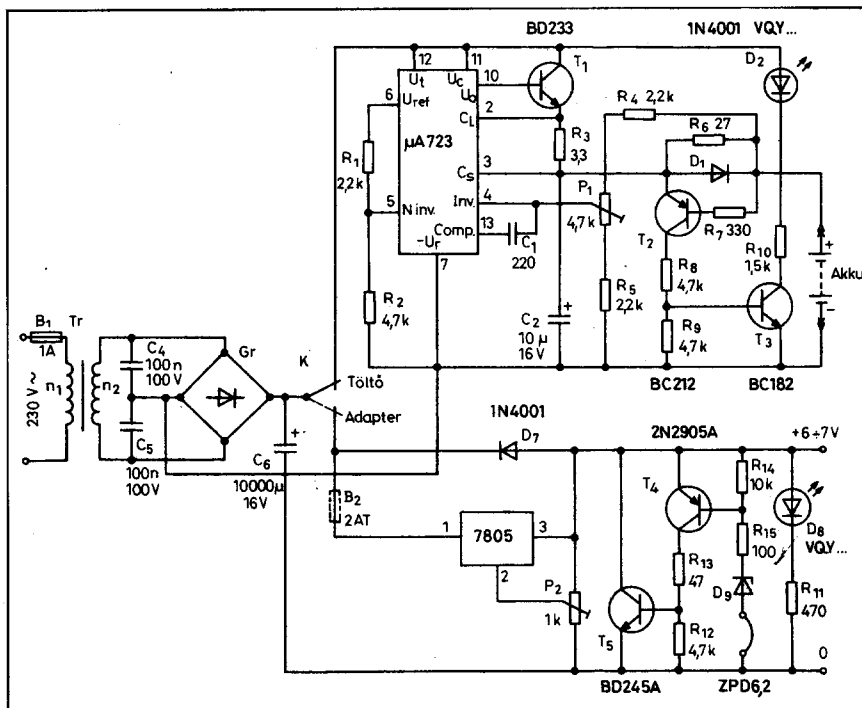 BD233
1N4001 VQY...
12
11
T1
D2
Ut
Uc
10
6
Uref
Uo
R4 2,2k
2
CL
R6 27
µA723
R3
3,3
R1
2,2k
D1
3
Cs
P1
4
5
N inv.
Inv.
4,7k
R7 330
Comp.
13
T2
C1
220
-Ur
7
R10
1,5k
+
Akku
R8
4,7k
-
R2
4,7k
R5
2,2k
+
C2
10 µ
16V
R9
4,7k
T3
B1
Tr
1A
C4
100n
100V
Gr
K
Töltő
BC212
BC182
230 V ~
n1
n2
Adapter
1N4001
C5
2N2905A
+6÷7V
100n
100V
+
C6
10000µ
16V
D7
B2
2AT
T4
R14
10k
1
7805
3
R15
100
D8
VQY...
R13
47
2
P2
1k
D9
R11
470
T5
R12
4,7k
0
BD245A
ZPD6,2